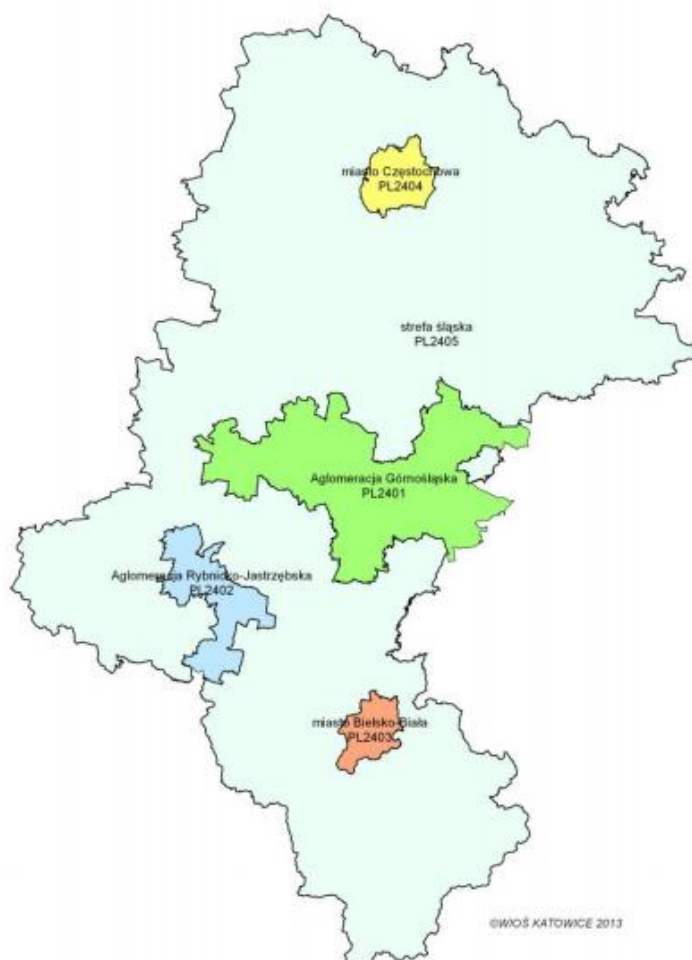 miasto Częstochowa
PL2404
strefa śląska
PL2405
Aglomeracja Górnośląska
PL2401
Aglomeracja Rybnicko-Jastrzębska
PL2402
miasto Bielsko-Biała
PL2403
©WIOŚ KATOWICE 2013